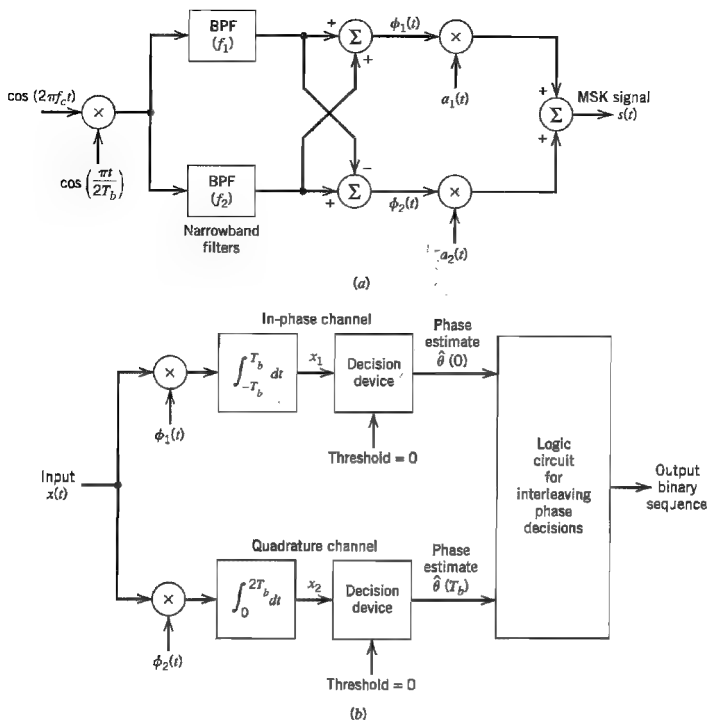 BPF
(f₁)
+
Σ
+
ϕ₁(t)
×
a₁(t)
cos (2πf_c t)
×
cos (πt/2T_b)
+
Σ
+
MSK signal
s(t)
BPF
(f₂)
Narrowband
filters
−
Σ
+
ϕ₂(t)
×
a₂(t)
(a)
In-phase channel
×
ϕ₁(t)
∫_{-T_b}^{T_b} dt
x₁
Decision
device
Threshold = 0
Phase
estimate
θ̂ (0)
Input
x(t)
Logic
circuit
for
interleaving
phase
decisions
Output
binary
sequence
Quadrature channel
×
ϕ₂(t)
∫_0^{2T_b} dt
x₂
Decision
device
Threshold = 0
Phase
estimate
θ̂ (T_b)
(b)